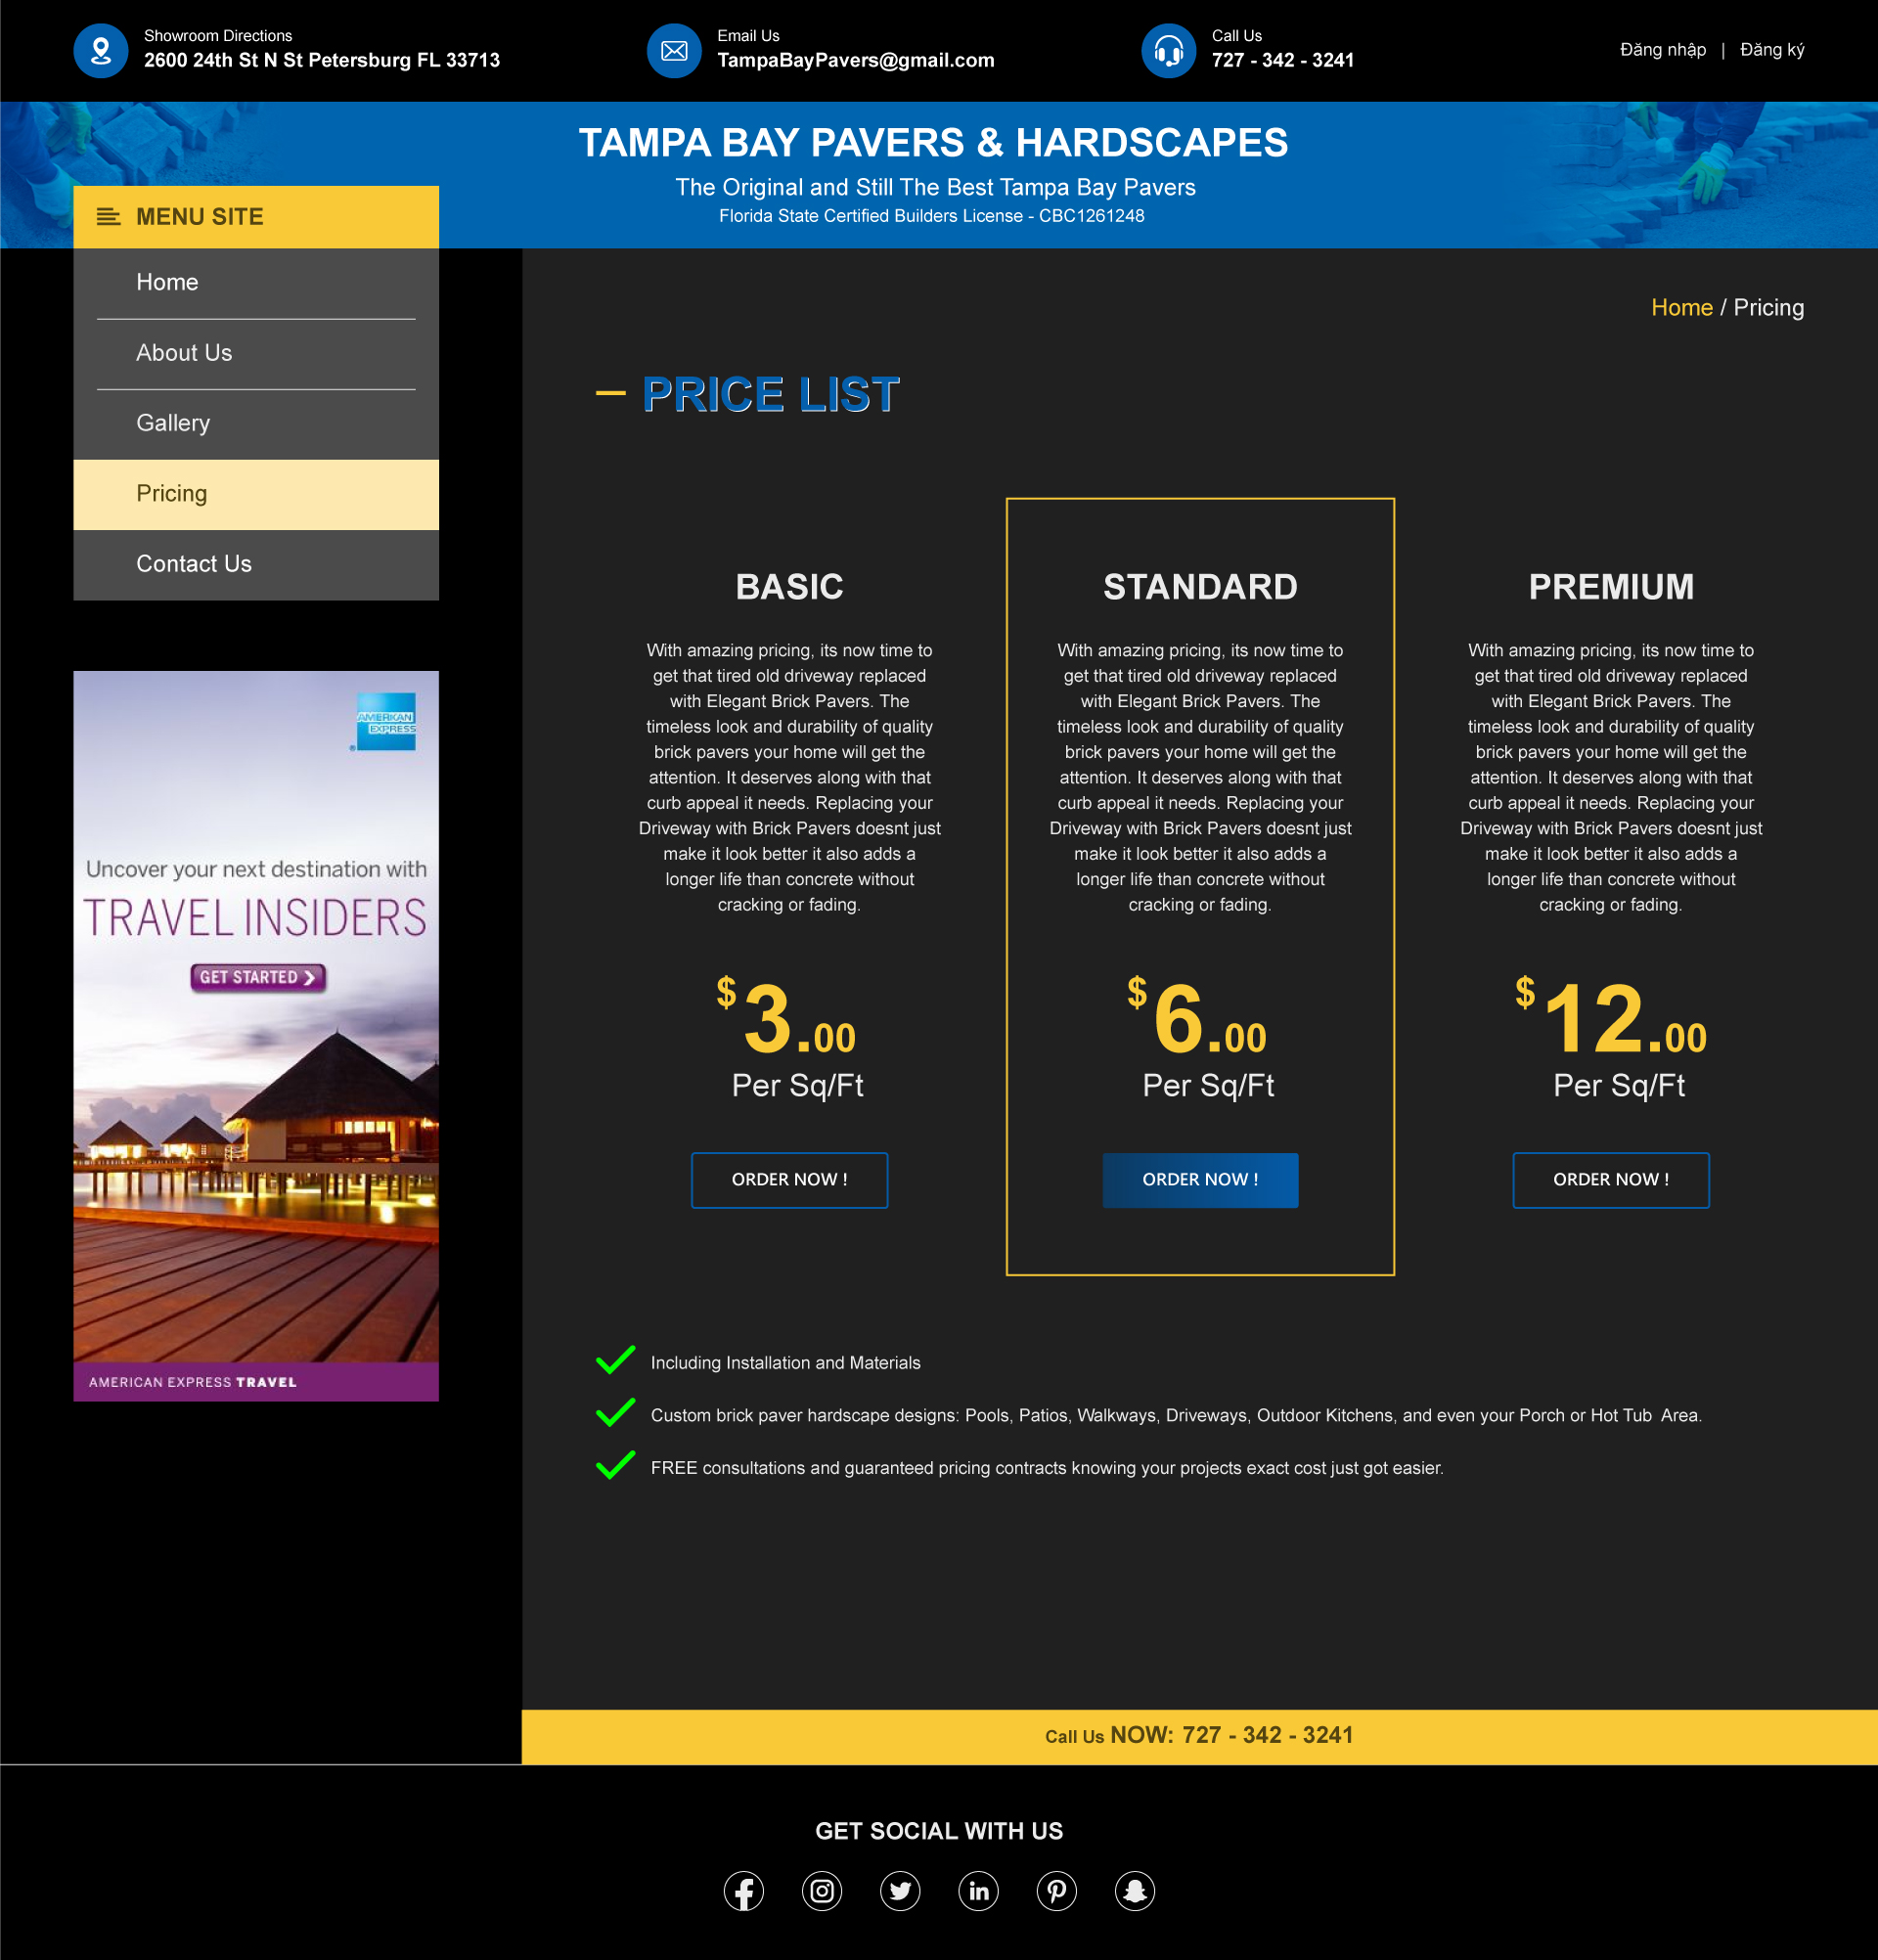 Showroom Directions
2600 24th St N St Petersburg FL 33713
Email Us
TampaBayPavers@gmail.com
Call Us
727 - 342 - 3241
Đăng nhập | Đăng ký
TAMPA BAY PAVERS & HARDSCAPES
The Original and Still The Best Tampa Bay Pavers
Florida State Certified Builders License - CBC1261248
MENU SITE
Home
About Us
Gallery
Pricing
Contact Us
AMERICAN
EXPRESS
®
Uncover your next destination with
TRAVEL INSIDERS
GET STARTED
AMERICAN EXPRESS TRAVEL
Home / Pricing
PRICE LIST
BASIC
With amazing pricing, its now time to
get that tired old driveway replaced
with Elegant Brick Pavers. The
timeless look and durability of quality
brick pavers your home will get the
attention. It deserves along with that
curb appeal it needs. Replacing your
Driveway with Brick Pavers doesnt just
make it look better it also adds a
longer life than concrete without
cracking or fading.
$3.00
Per Sq/Ft
ORDER NOW !
STANDARD
With amazing pricing, its now time to
get that tired old driveway replaced
with Elegant Brick Pavers. The
timeless look and durability of quality
brick pavers your home will get the
attention. It deserves along with that
curb appeal it needs. Replacing your
Driveway with Brick Pavers doesnt just
make it look better it also adds a
longer life than concrete without
cracking or fading.
$6.00
Per Sq/Ft
ORDER NOW !
PREMIUM
With amazing pricing, its now time to
get that tired old driveway replaced
with Elegant Brick Pavers. The
timeless look and durability of quality
brick pavers your home will get the
attention. It deserves along with that
curb appeal it needs. Replacing your
Driveway with Brick Pavers doesnt just
make it look better it also adds a
longer life than concrete without
cracking or fading.
$12.00
Per Sq/Ft
ORDER NOW !
Including Installation and Materials
Custom brick paver hardscape designs: Pools, Patios, Walkways, Driveways, Outdoor Kitchens, and even your Porch or Hot Tub Area.
FREE consultations and guaranteed pricing contracts knowing your projects exact cost just got easier.
Call Us NOW: 727 - 342 - 3241
GET SOCIAL WITH US